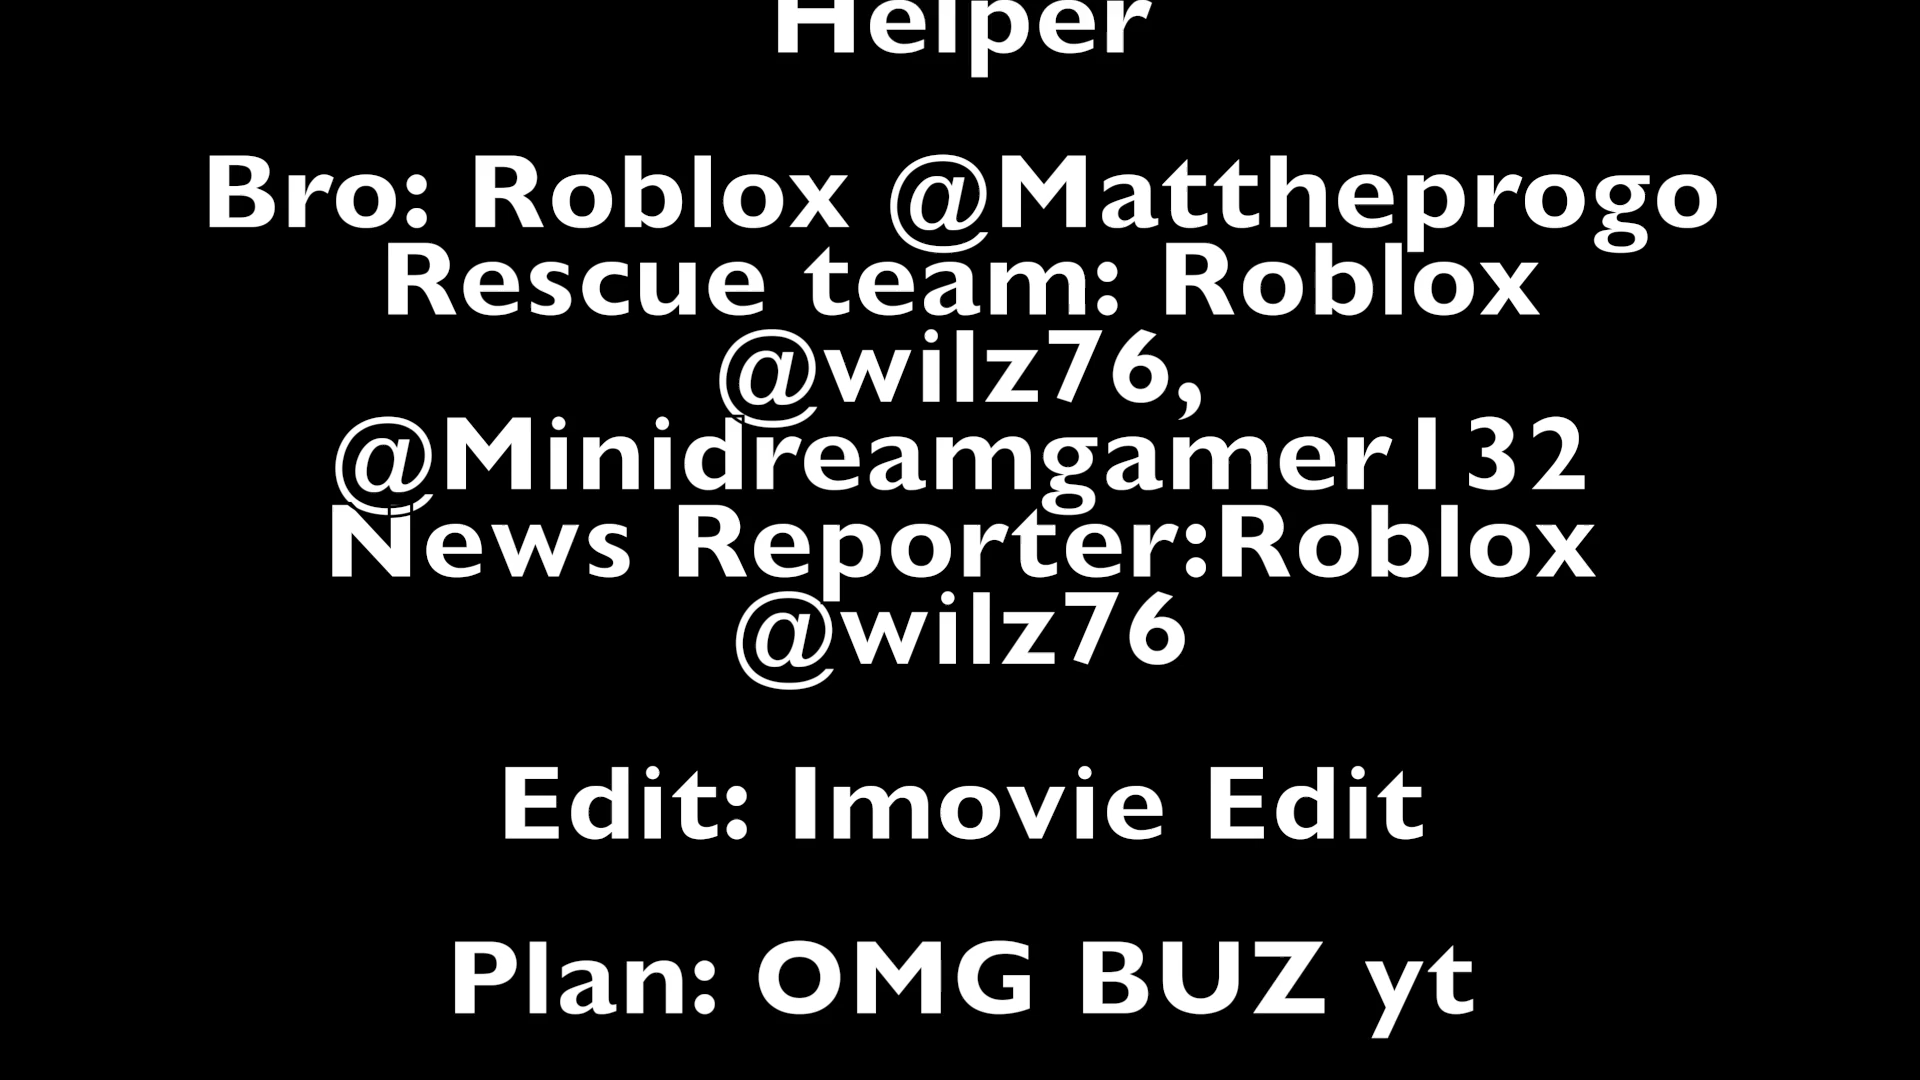 Helper
Bro: Roblox @Mattheprogo
Rescue team: Roblox
@wilz76,
@Minidreamgamer132
News Reporter:Roblox
@wilz76
Edit: Imovie Edit
Plan: OMG BUZ yt